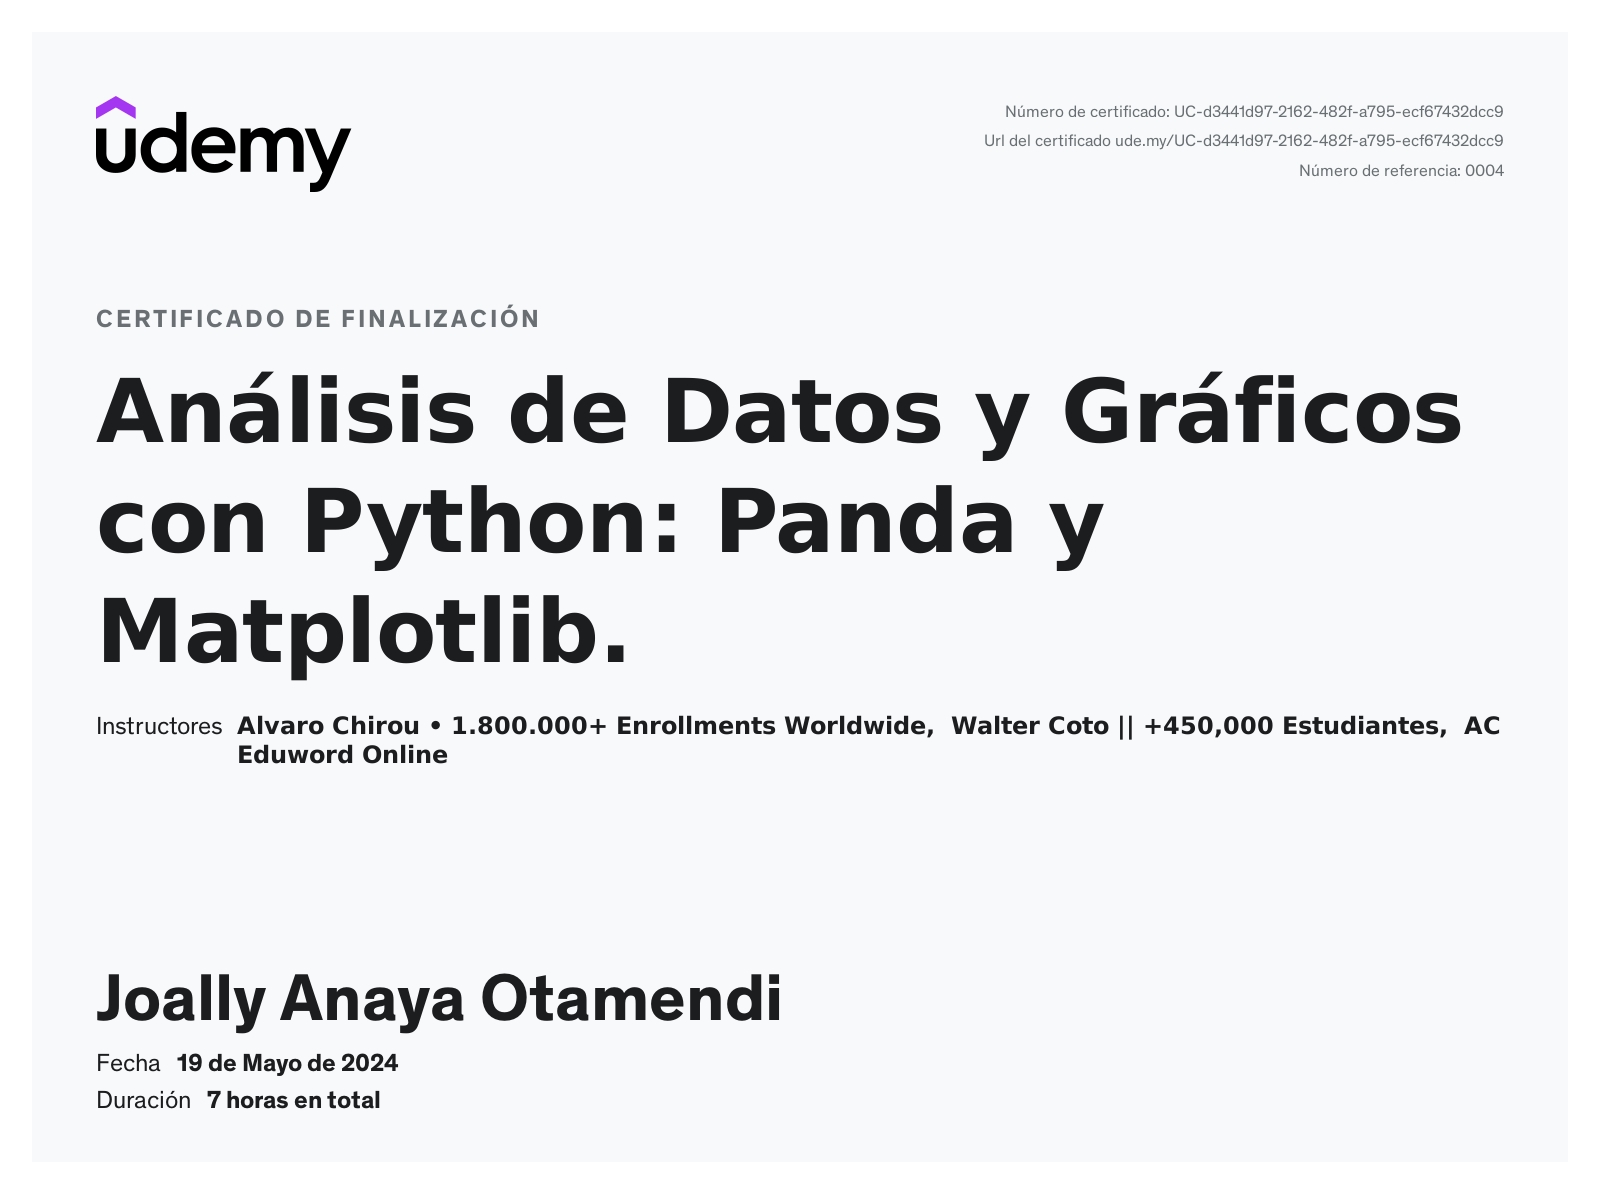 udemy
Número de certificado: UC-d3441d97-2162-482f-a795-ecf67432dcc9
Url del certificado ude.my/UC-d3441d97-2162-482f-a795-ecf67432dcc9
Número de referencia: 0004
CERTIFICADO DE FINALIZACIÓN
Análisis de Datos y Gráficos
con Python: Panda y
Matplotlib.
Instructores Alvaro Chirou • 1.800.000+ Enrollments Worldwide, Walter Coto || +450,000 Estudiantes, AC
Eduword Online
Joally Anaya Otamendi
Fecha 19 de Mayo de 2024
Duración 7 horas en total